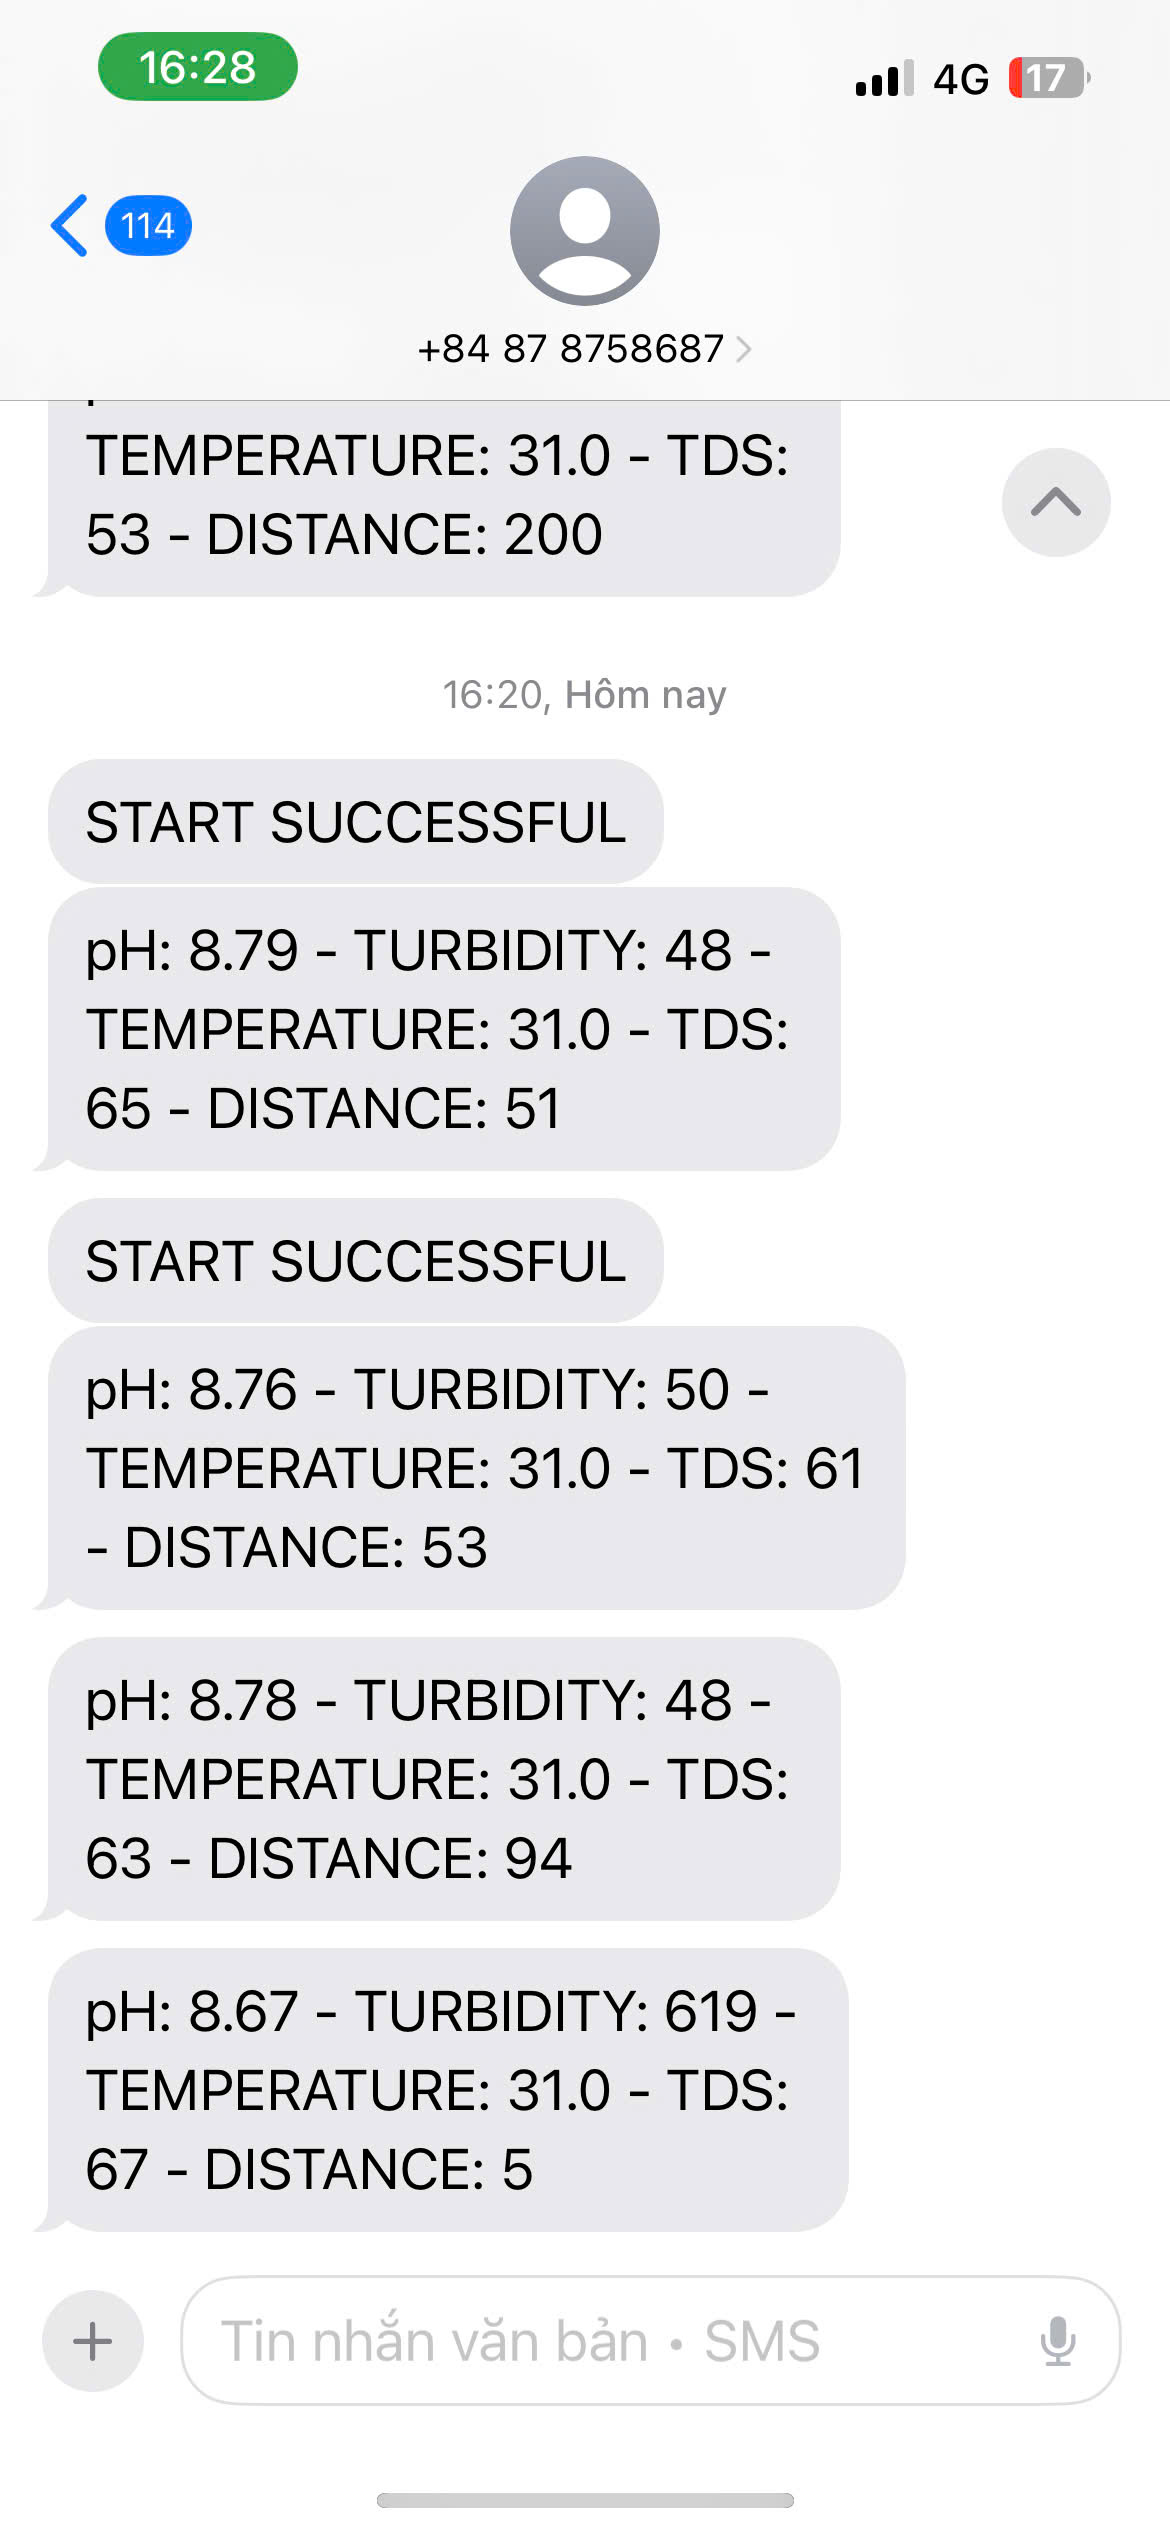 16:28
4G 17
114
+84 87 8758687
TEMPERATURE: 31.0 - TDS:
53 - DISTANCE: 200
16:20, Hôm nay
START SUCCESSFUL
pH: 8.79 - TURBIDITY: 48 -
TEMPERATURE: 31.0 - TDS:
65 - DISTANCE: 51
START SUCCESSFUL
pH: 8.76 - TURBIDITY: 50 -
TEMPERATURE: 31.0 - TDS: 61
- DISTANCE: 53
pH: 8.78 - TURBIDITY: 48 -
TEMPERATURE: 31.0 - TDS:
63 - DISTANCE: 94
pH: 8.67 - TURBIDITY: 619 -
TEMPERATURE: 31.0 - TDS:
67 - DISTANCE: 5
Tin nhắn văn bản • SMS